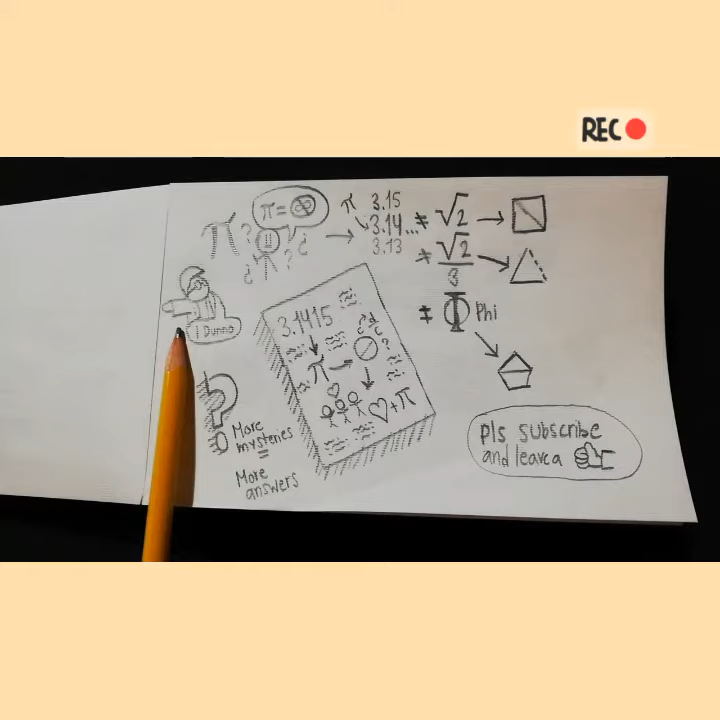 REC
π = ∞
π 3.15
3.14... ≠ √2
3.13
≠ √2/3
≠ Φ Phi
π ? ¿ ? ¿
I Dunno
3.1415
π
♡+π
?
More
mysteries
=
More
answers
pls subscribe
and leave a